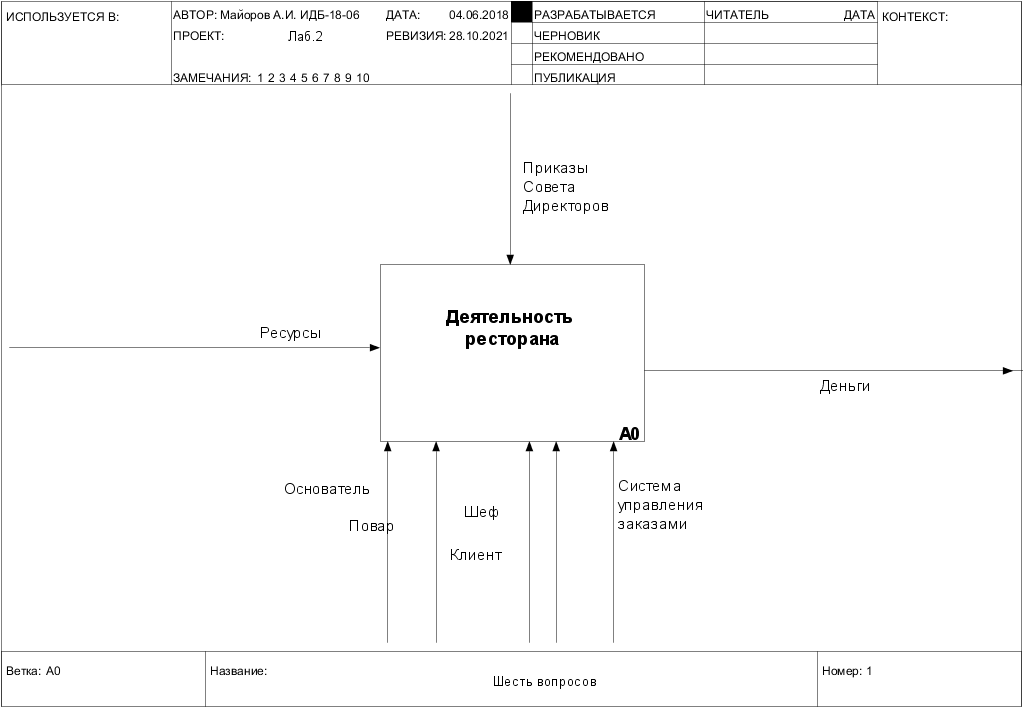 ИСПОЛЬЗУЕТСЯ В:
АВТОР: Майоров А.И. ИДБ-18-06
ДАТА: 04.06.2018
РАЗРАБАТЫВАЕТСЯ
ЧИТАТЕЛЬ
ДАТА
КОНТЕКСТ:
ПРОЕКТ: Лаб.2
РЕВИЗИЯ: 28.10.2021
ЧЕРНОВИК
РЕКОМЕНДОВАНО
ЗАМЕЧАНИЯ: 1 2 3 4 5 6 7 8 9 10
ПУБЛИКАЦИЯ
Приказы
Совета
Директоров
Деятельность
ресторана
Ресурсы
Деньги
A0
Основатель
Повар
Шеф
Клиент
Система
управления
заказами
Ветка: A0
Название:
Шесть вопросов
Номер: 1